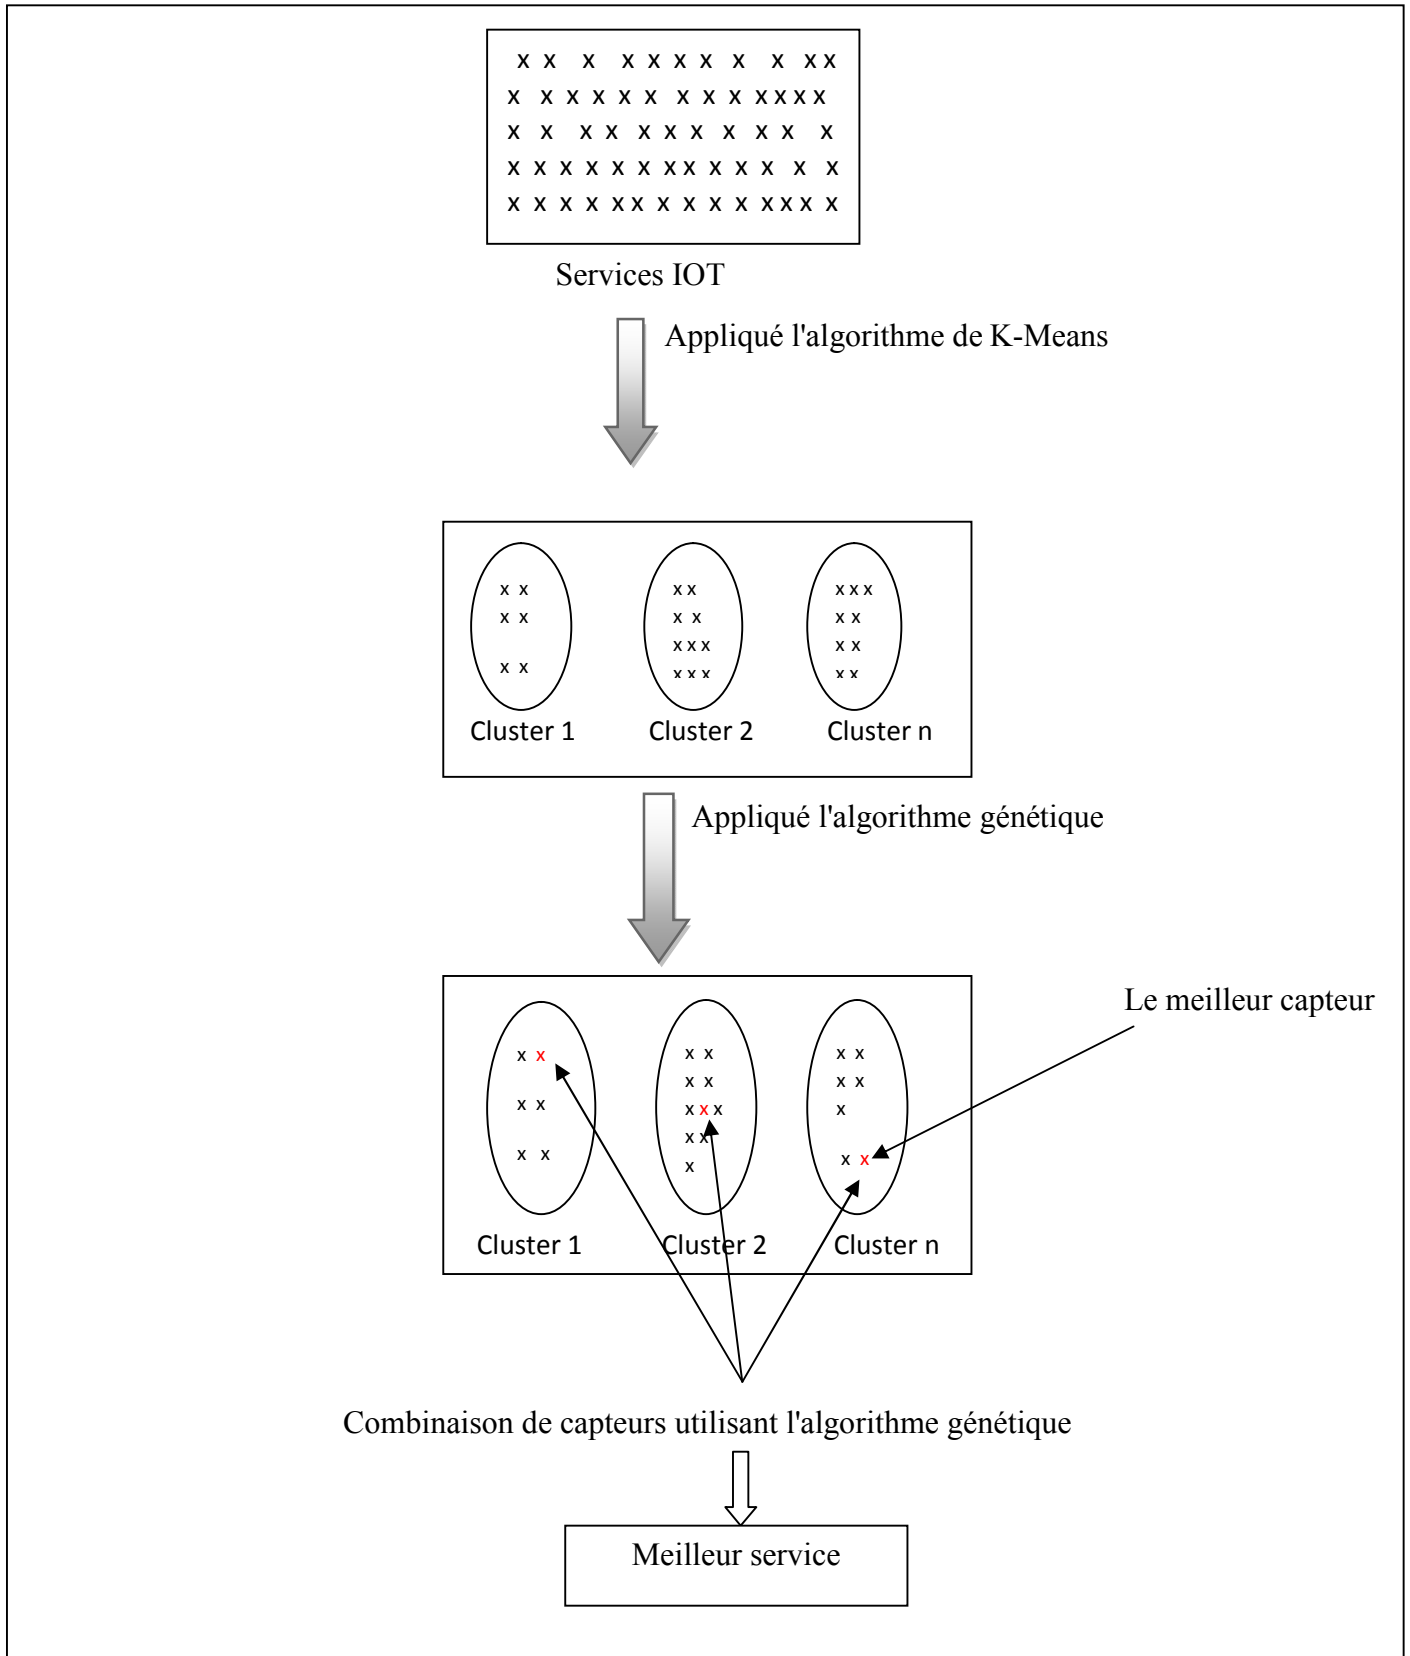 x x x x x x x x x x x
x x x x x x x x x x x x x
x x x x x x x x x x x
x x x x x x x x x x x x x
x x x x x x x x x x x x x x
Services IOT
Appliqué l'algorithme de K-Means
x x
x x
x x
x x
x x
x x x
x x x
x x x
x x
x x
x x
Cluster 1
Cluster 2
Cluster n
Appliqué l'algorithme génétique
Le meilleur capteur
x x
x x
x x
x x
x x
x x x
x x
x
x x
x x
x
x x
Cluster 1
Cluster 2
Cluster n
Combinaison de capteurs utilisant l'algorithme génétique
Meilleur service